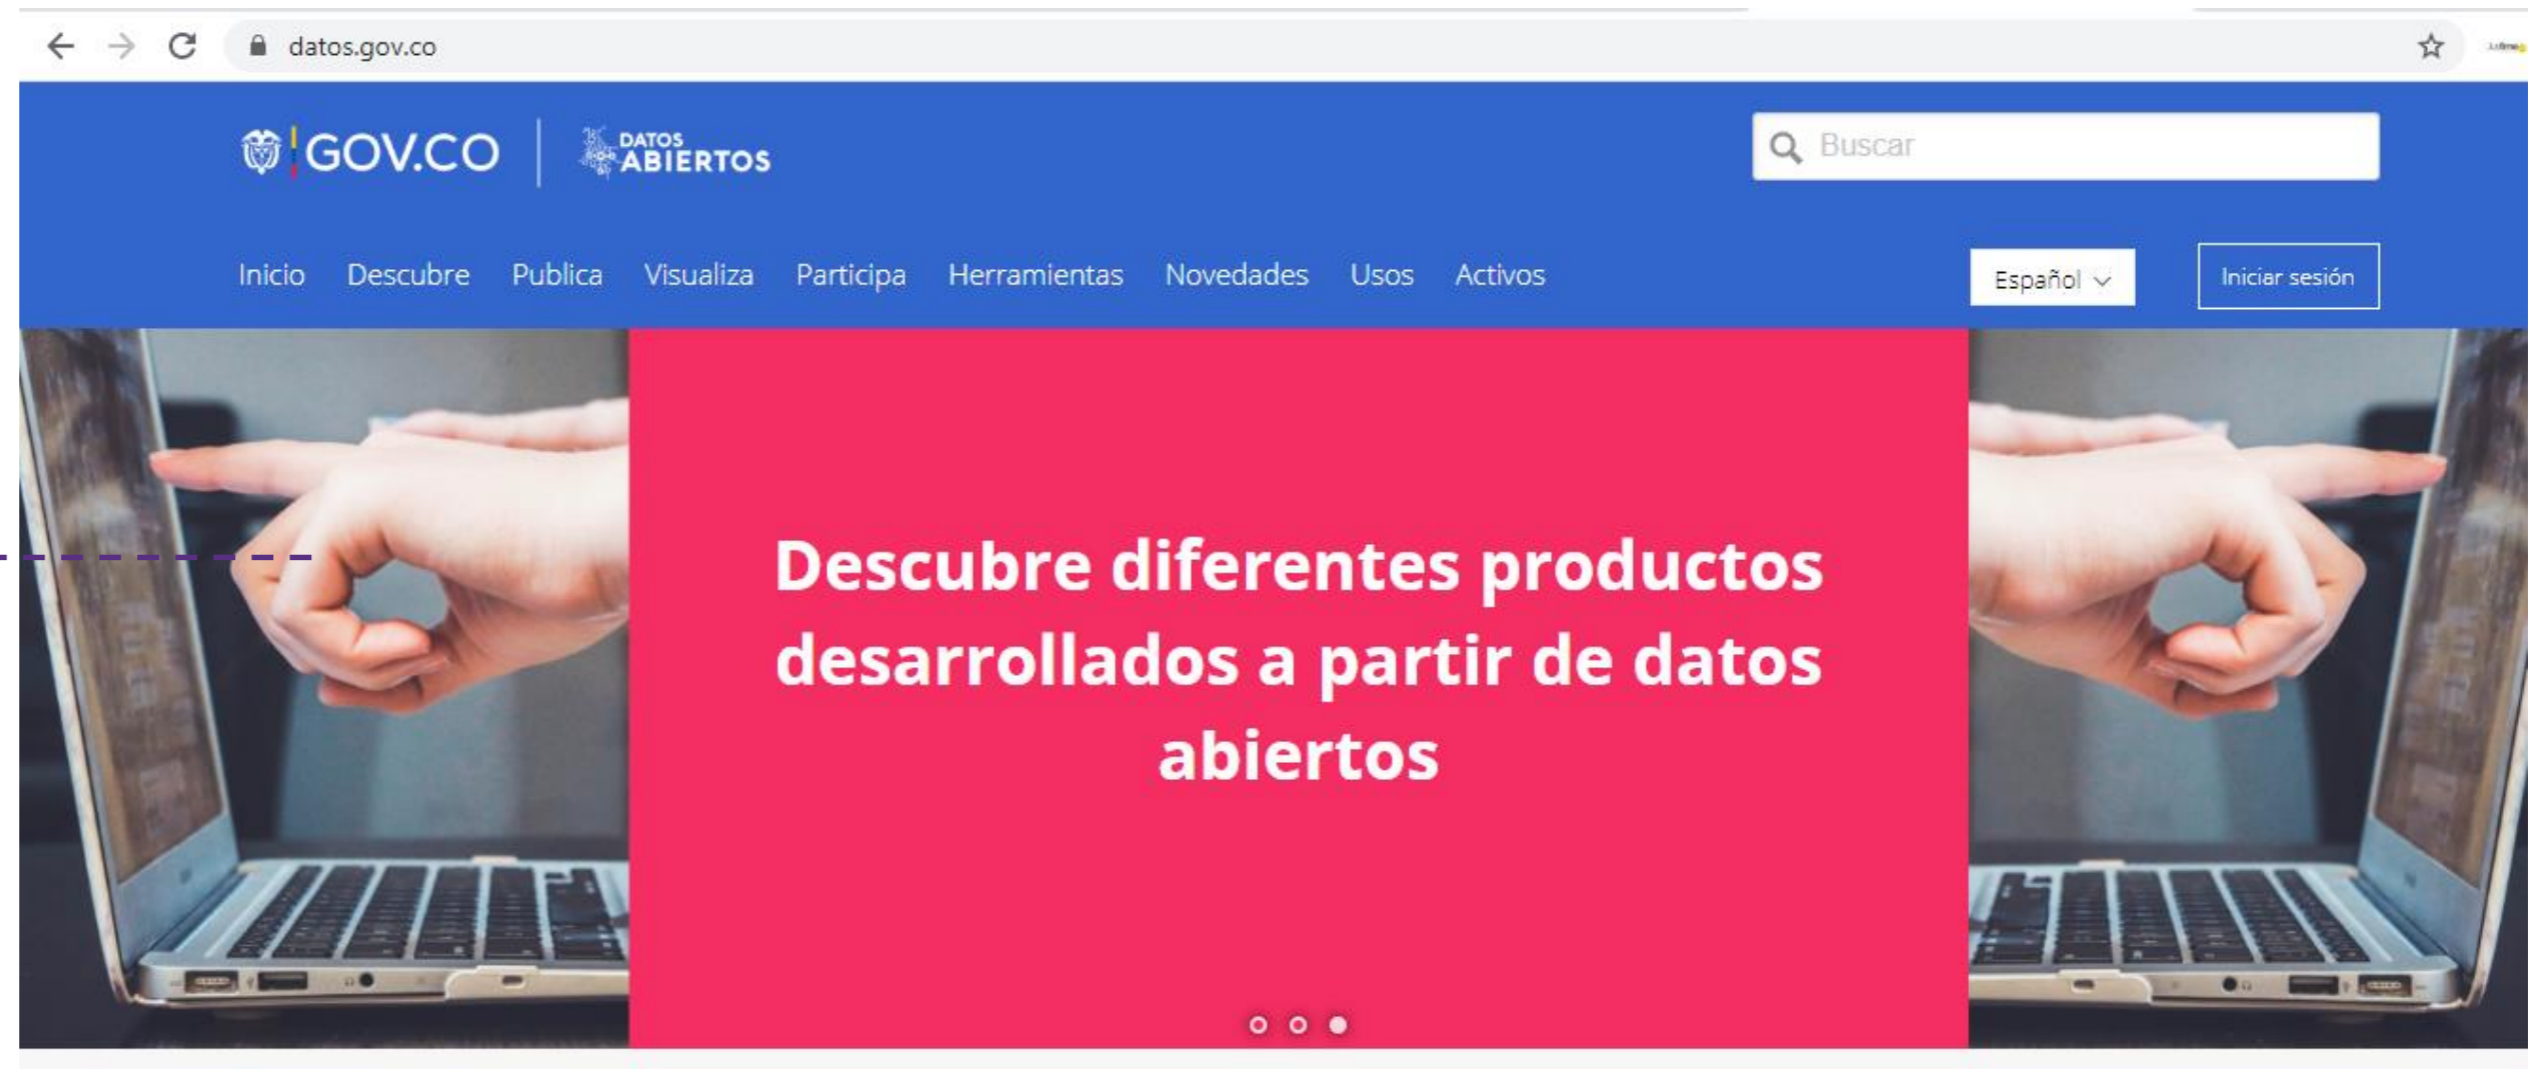 datos.gov.co
GOV.CO
DATOS
ABIERTOS
Buscar
Inicio Descubre Publica Visualiza Participa Herramientas Novedades Usos Activos
Español
Iniciar sesión
Descubre diferentes productos
desarrollados a partir de datos
abiertos